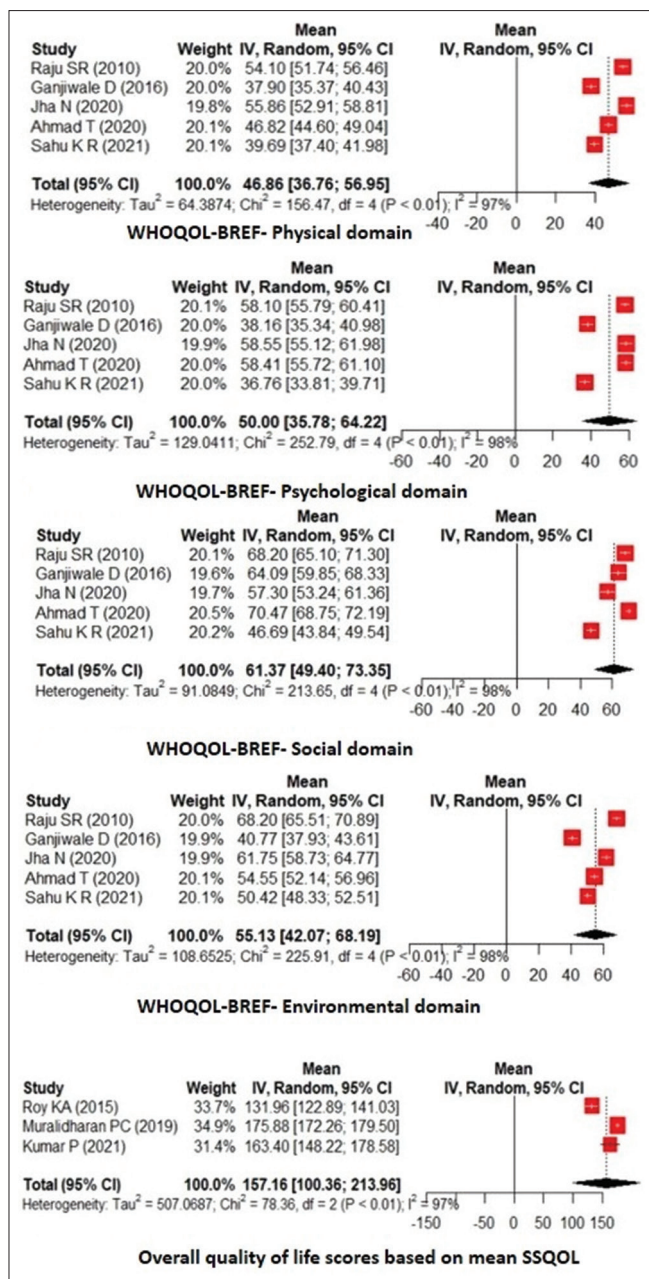 Mean Mean
Study Weight IV, Random, 95% CI IV, Random, 95% CI
Raju SR (2010) 20.0% 54.10 [51.74; 56.46]
Ganjiwale D (2016) 20.0% 37.90 [35.37; 40.43]
Jha N (2020) 19.8% 55.86 [52.91; 58.81]
Ahmad T (2020) 20.1% 46.82 [44.60; 49.04]
Sahu K R (2021) 20.1% 39.69 [37.40; 41.98]
Total (95% CI) 100.0% 46.86 [36.76; 56.95]
Heterogeneity: Tau² = 64.3874; Chi² = 156.47, df = 4 (P < 0.01); I² = 97%
-40 -20 0 20 40
WHOQOL-BREF- Physical domain
Mean Mean
Study Weight IV, Random, 95% CI IV, Random, 95% CI
Raju SR (2010) 20.1% 58.10 [55.79; 60.41]
Ganjiwale D (2016) 20.0% 38.16 [35.34; 40.98]
Jha N (2020) 19.9% 58.55 [55.12; 61.98]
Ahmad T (2020) 20.0% 58.41 [55.72; 61.10]
Sahu K R (2021) 20.0% 36.76 [33.81; 39.71]
Total (95% CI) 100.0% 50.00 [35.78; 64.22]
Heterogeneity: Tau² = 129.0411; Chi² = 252.79, df = 4 (P < 0.01); I² = 98%
-60 -40 -20 0 20 40 60
WHOQOL-BREF- Psychological domain
Mean Mean
Study Weight IV, Random, 95% CI IV, Random, 95% CI
Raju SR (2010) 20.1% 68.20 [65.10; 71.30]
Ganjiwale D (2016) 19.6% 64.09 [59.85; 68.33]
Jha N (2020) 19.7% 57.30 [53.24; 61.36]
Ahmad T (2020) 20.5% 70.47 [68.75; 72.19]
Sahu K R (2021) 20.2% 46.69 [43.84; 49.54]
Total (95% CI) 100.0% 61.37 [49.40; 73.35]
Heterogeneity: Tau² = 91.0849; Chi² = 213.65, df = 4 (P < 0.01); I² = 98%
-60 -40 -20 0 20 40 60
WHOQOL-BREF- Social domain
Mean Mean
Study Weight IV, Random, 95% CI IV, Random, 95% CI
Raju SR (2010) 20.0% 68.20 [65.51; 70.89]
Ganjiwale D (2016) 19.9% 40.77 [37.93; 43.61]
Jha N (2020) 19.9% 61.75 [58.73; 64.77]
Ahmad T (2020) 20.1% 54.55 [52.14; 56.96]
Sahu K R (2021) 20.1% 50.42 [48.33; 52.51]
Total (95% CI) 100.0% 55.13 [42.07; 68.19]
Heterogeneity: Tau² = 108.6525; Chi² = 225.91, df = 4 (P < 0.01); I² = 98%
-60 -40 -20 0 20 40 60
WHOQOL-BREF- Environmental domain
Mean Mean
Study Weight IV, Random, 95% CI IV, Random, 95% CI
Roy KA (2015) 33.7% 131.96 [122.89; 141.03]
Muralidharan PC (2019) 34.9% 175.88 [172.26; 179.50]
Kumar P (2021) 31.4% 163.40 [148.22; 178.58]
Total (95% CI) 100.0% 157.16 [100.36; 213.96]
Heterogeneity: Tau² = 507.0687; Chi² = 78.36, df = 2 (P < 0.01); I² = 97%
-150 -50 0 50 100 150
Overall quality of life scores based on mean SSQOL